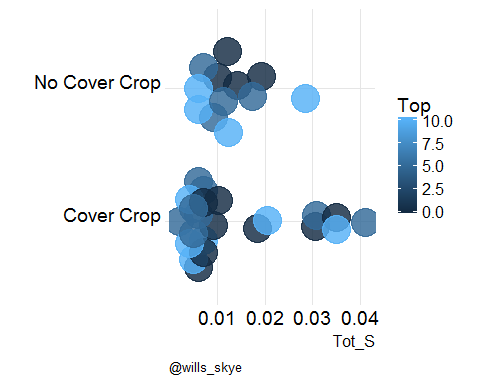 No Cover Crop
Cover Crop
0.01 0.02 0.03 0.04
Tot_S
Top
10.0
7.5
5.0
2.5
0.0
@wills_skye